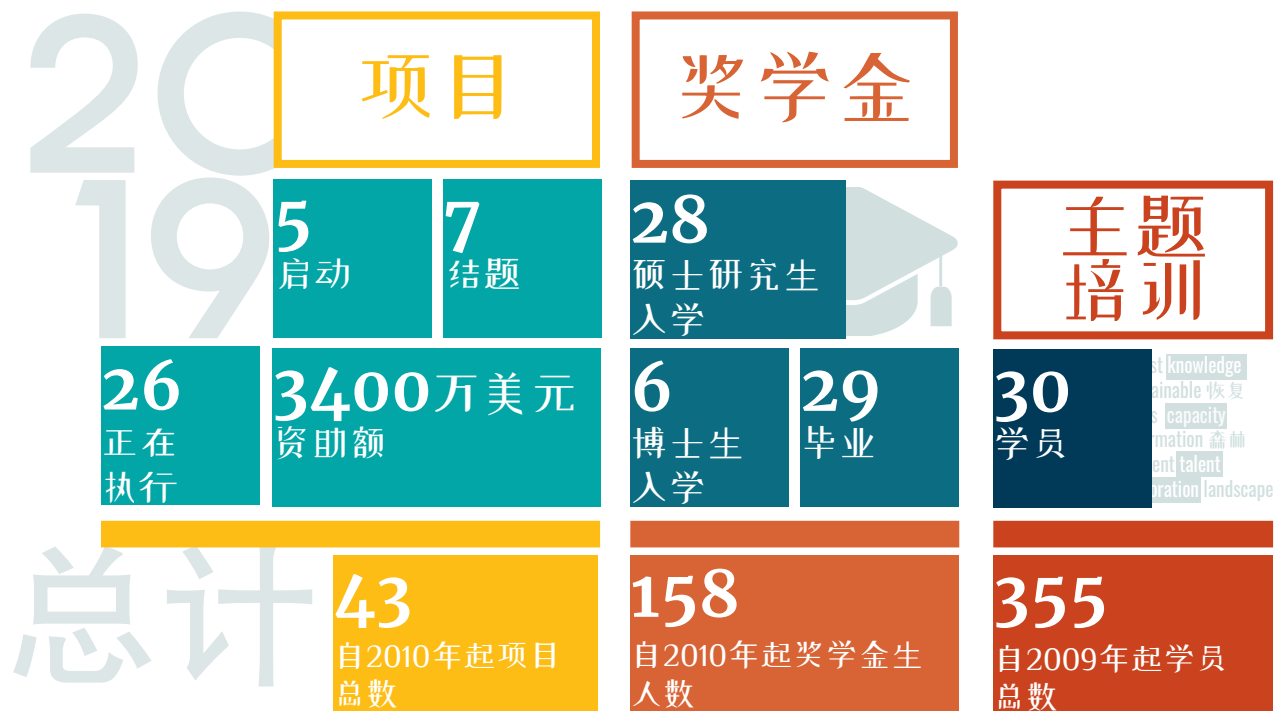 20
19
项目
5
启动
7
结题
26
正在
执行
3400万美元
资助额
奖学金
28
硕士研究生
入学
6
博士生
入学
29
毕业
主题
培训
30
学员
knowledge
恢复
capacity
森林
talent
landscape
总计
43
自2010年起项目
总数
158
自2010年起奖学金生
人数
355
自2009年起学员
总数